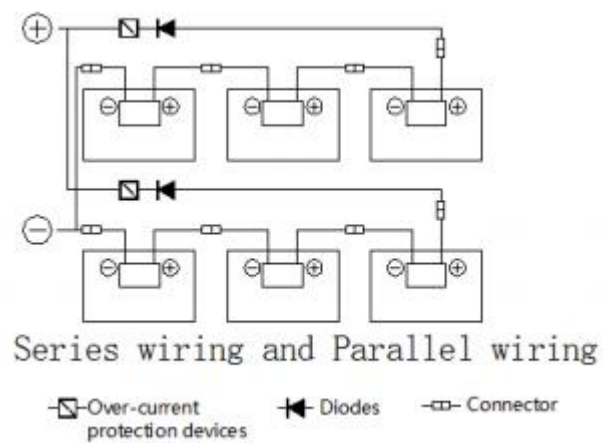 Series wiring and Parallel wiring
Over-current Diodes Connector
protection devices